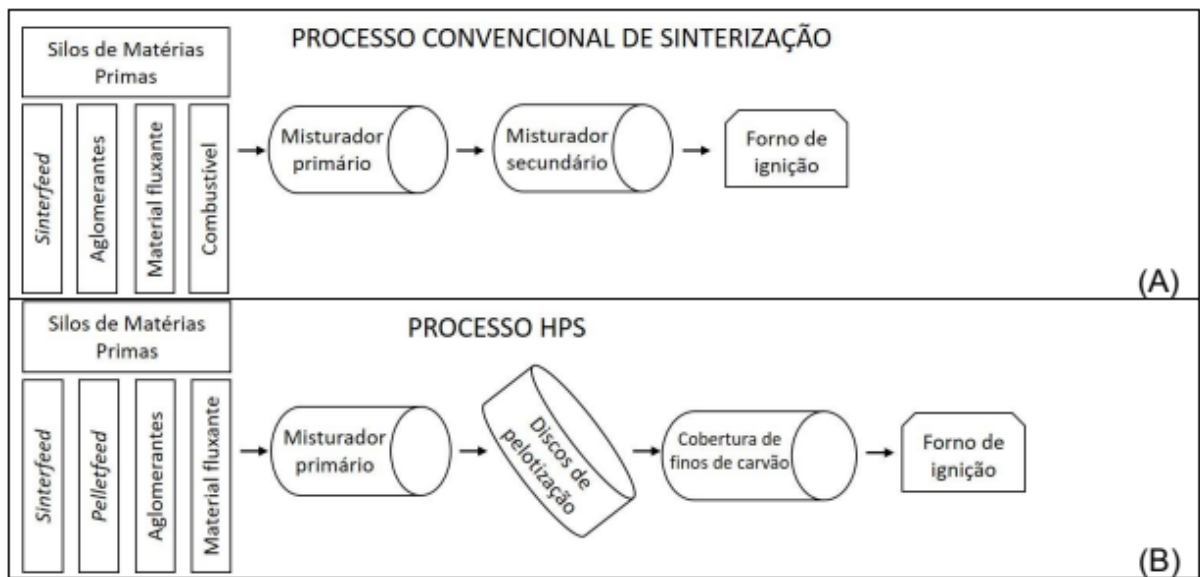 PROCESSO CONVENCIONAL DE SINTERIZAÇÃO
Silos de Matérias
Primas
Sinterfeed
Aglomerantes
Material fluxante
Combustível
Misturador
primário
Misturador
secundário
Forno de
ignição
(A)
PROCESSO HPS
Silos de Matérias
Primas
Sinterfeed
Pelletfeed
Aglomerantes
Material fluxante
Misturador
primário
Discos de
pelotização
Cobertura de
finos de carvão
Forno de
ignição
(B)